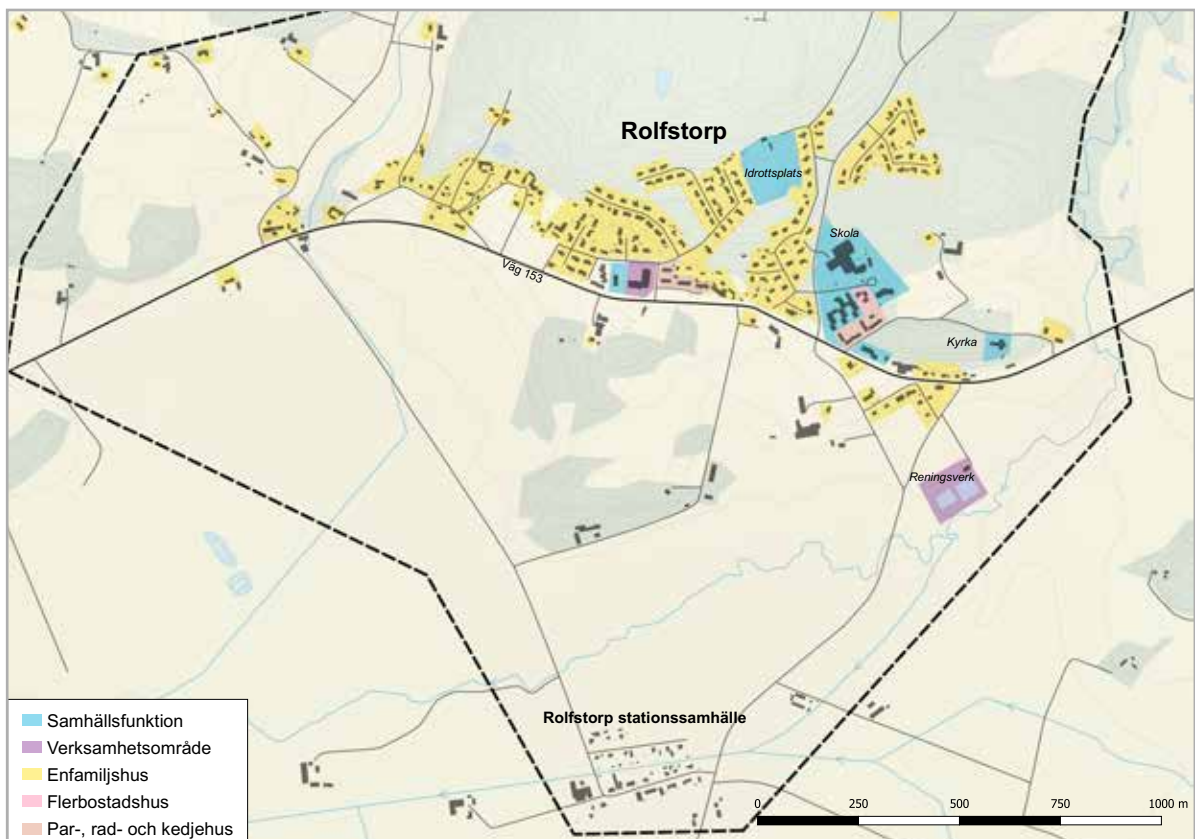 Rolfstorp
Idrottsplats
Skola
Väg 153
Kyrka
Reningsverk
Rolfstorp stationssamhälle
Samhällsfunktion
Verksamhetsområde
Enfamiljshus
Flerbostadshus
Par-, rad- och kedjehus
0 250 500 750 1000 m